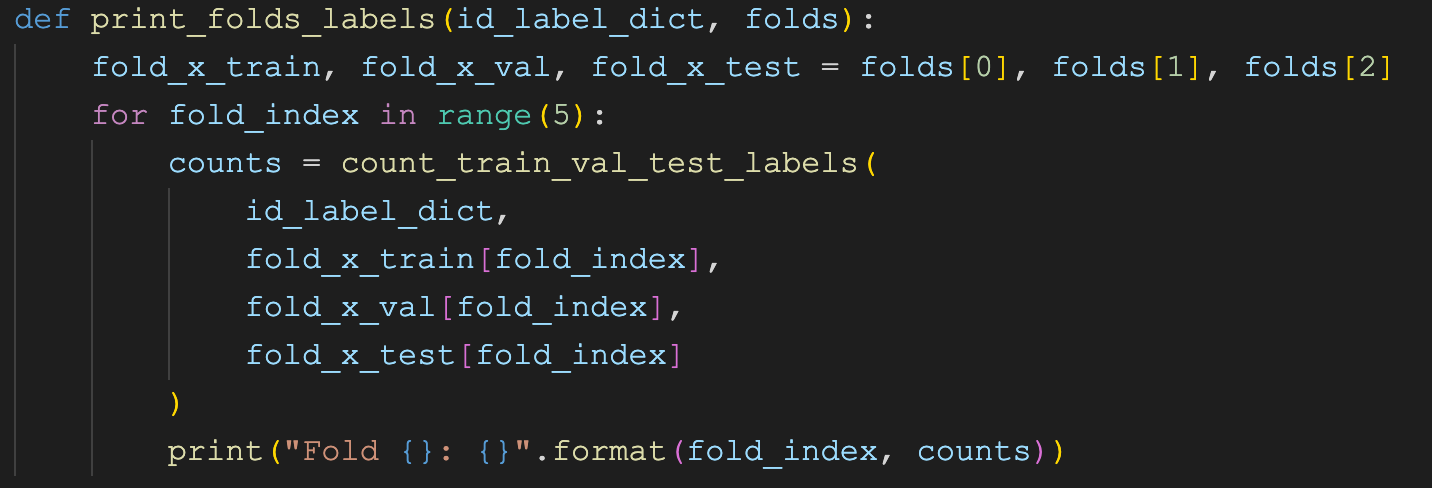 def print_folds_labels(id_label_dict, folds):
    fold_x_train, fold_x_val, fold_x_test = folds[0], folds[1], folds[2]
    for fold_index in range(5):
        counts = count_train_val_test_labels(
            id_label_dict,
            fold_x_train[fold_index],
            fold_x_val[fold_index],
            fold_x_test[fold_index]
        )
        print("Fold {}: {}".format(fold_index, counts))